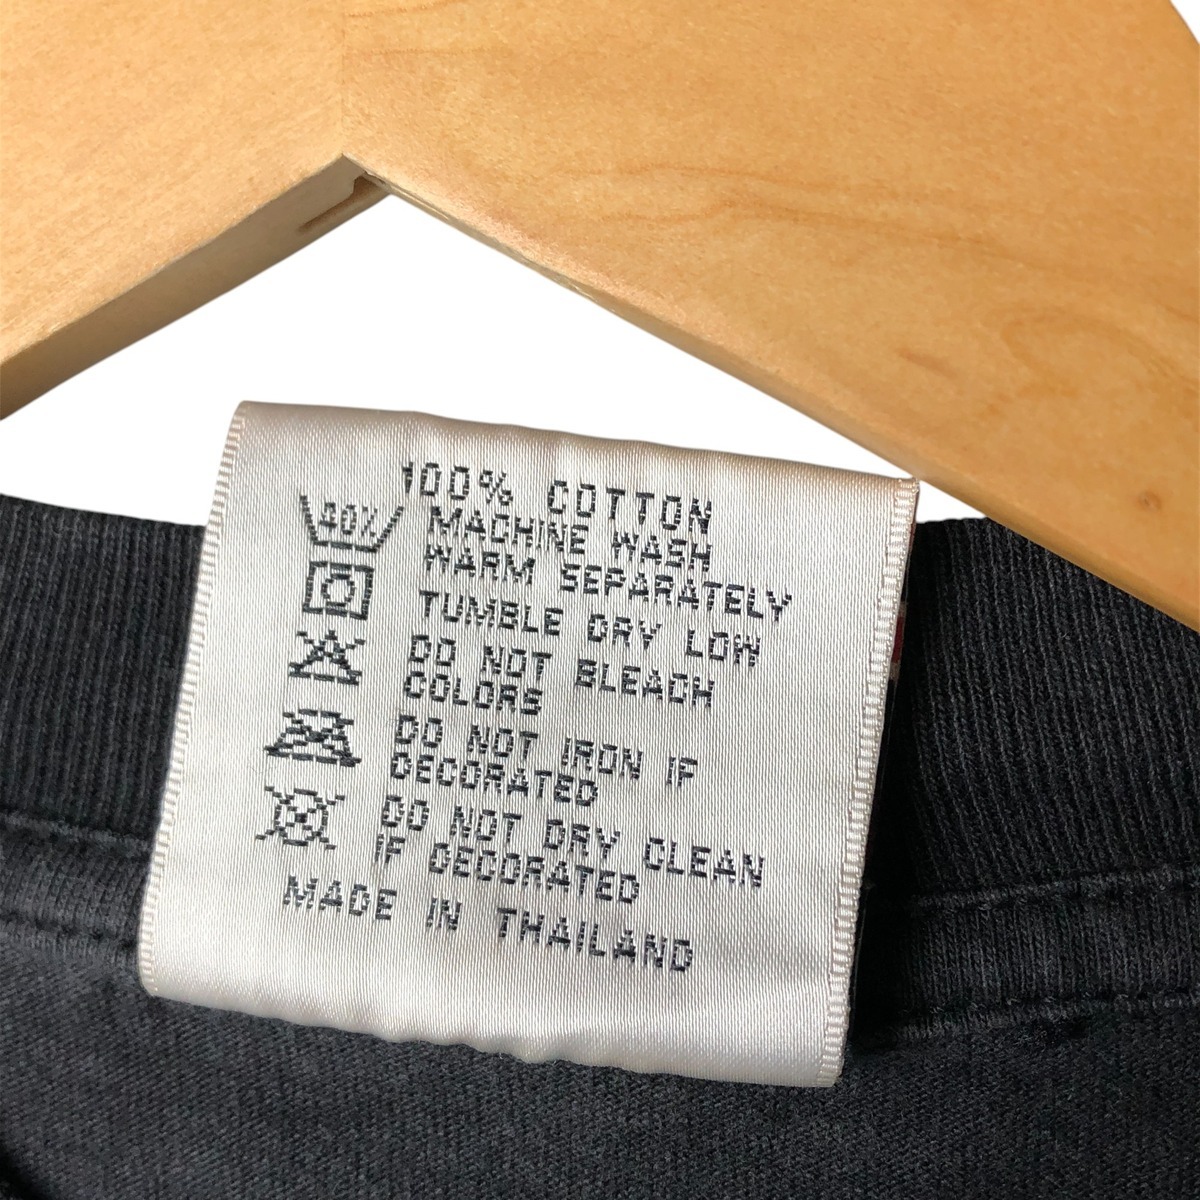 100% COTTON
40%
MACHINE WASH
WARM SEPARATELY
TUMBLE DRY LOW
DO NOT BLEACH
COLORS
DO NOT IRON IF
DECORATED
DO NOT DRY CLEAN
IF DECORATED
MADE IN THAILAND